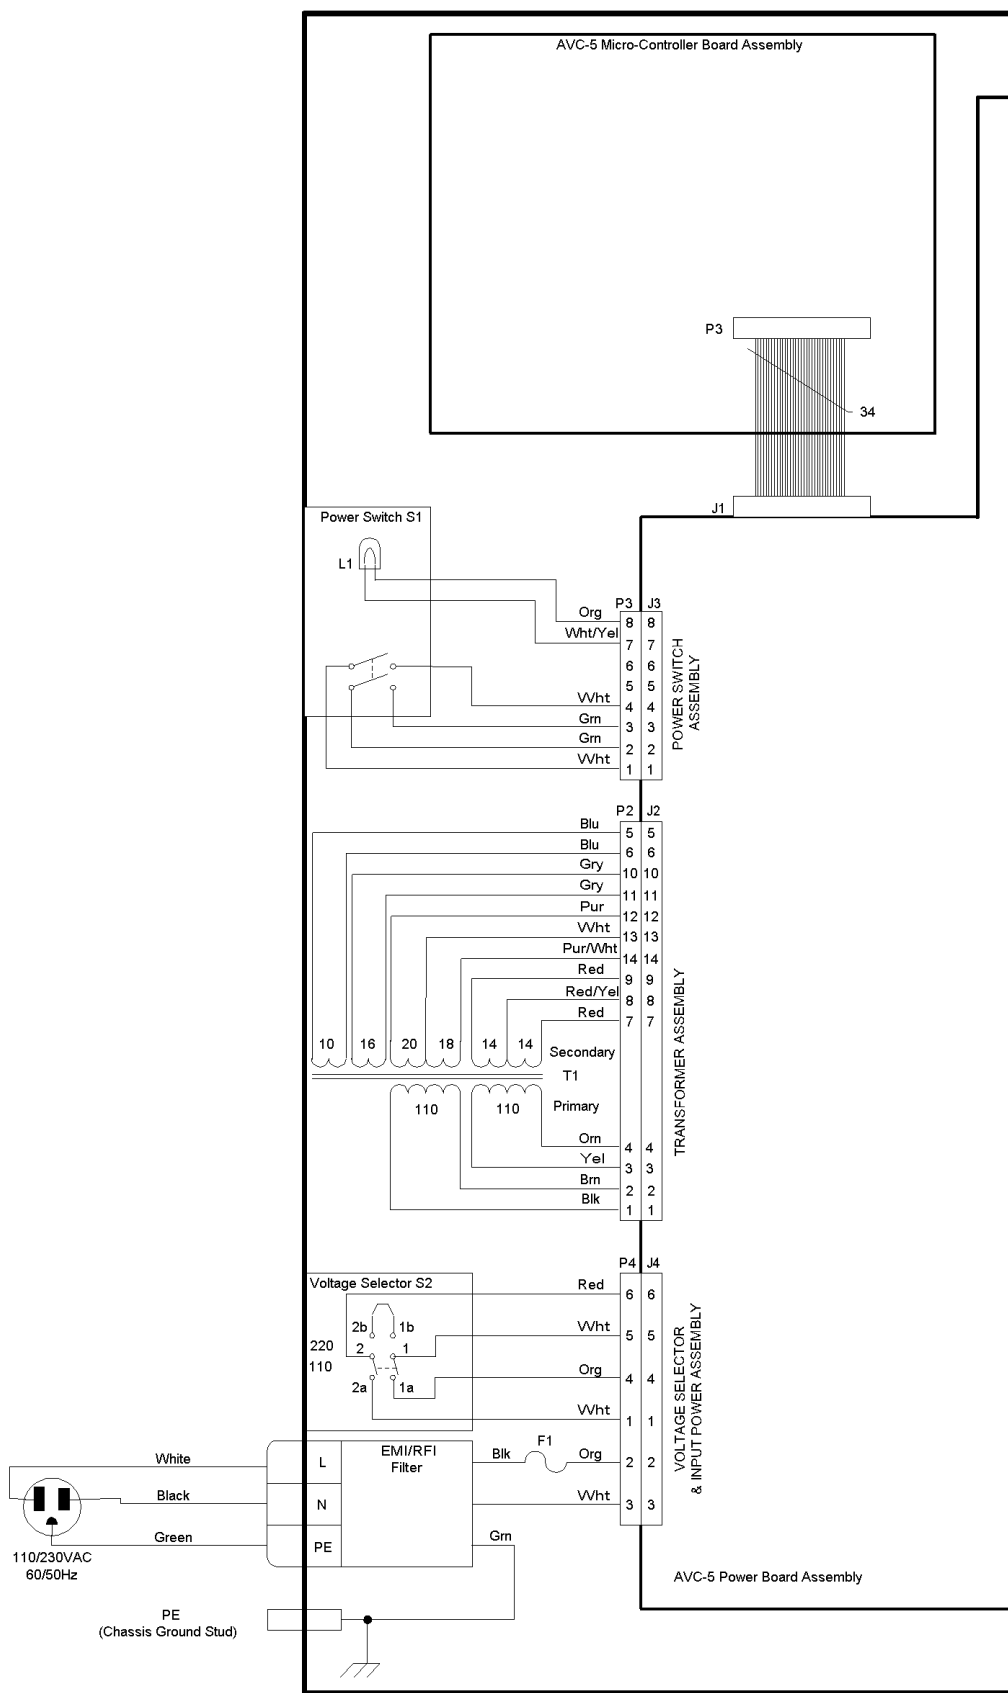 AVC-5 Micro-Controller Board Assembly
P3
34
J1
Power Switch S1
L1
P3 J3
Org 8 8
Wht/Yel 7 7
6 6
5 5
Wht 4 4
Grn 3 3
Grn 2 2
Wht 1 1
POWER SWITCH
ASSEMBLY
P2 J2
Blu 5 5
Blu 6 6
Gry 10 10
Gry 11 11
Pur 12 12
Wht 13 13
Pur/Wht 14 14
Red 9 9
Red/Yel 8 8
Red 7 7
10 16 20 18 14 14
Secondary
T1
110 110 Primary
Orn 4 4
Yel 3 3
Brn 2 2
Blk 1 1
TRANSFORMER ASSEMBLY
P4 J4
Voltage Selector S2
Red 6 6
2b 1b
Wht 5 5
220 2 1
110
Org 4 4
2a 1a
Wht 1 1
EMI/RFI
Filter
F1
White L Blk Org 2 2
Black N Wht 3 3
Green PE Grn
VOLTAGE SELECTOR
& INPUT POWER ASSEMBLY
110/230VAC
60/50Hz
AVC-5 Power Board Assembly
PE
(Chassis Ground Stud)